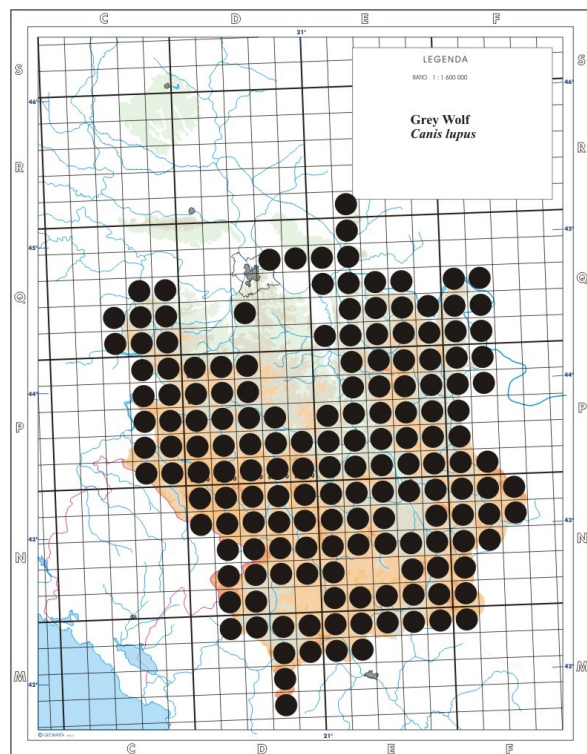 C D E F
21°
S S
LEGENDA
RATIO 1 : 1 600 000
46° 46°
Grey Wolf
Canis lupus
R R
45° 45°
Q Q
44° 44°
P P
43° 43°
N N
42° 42°
M M
21°
C D E F